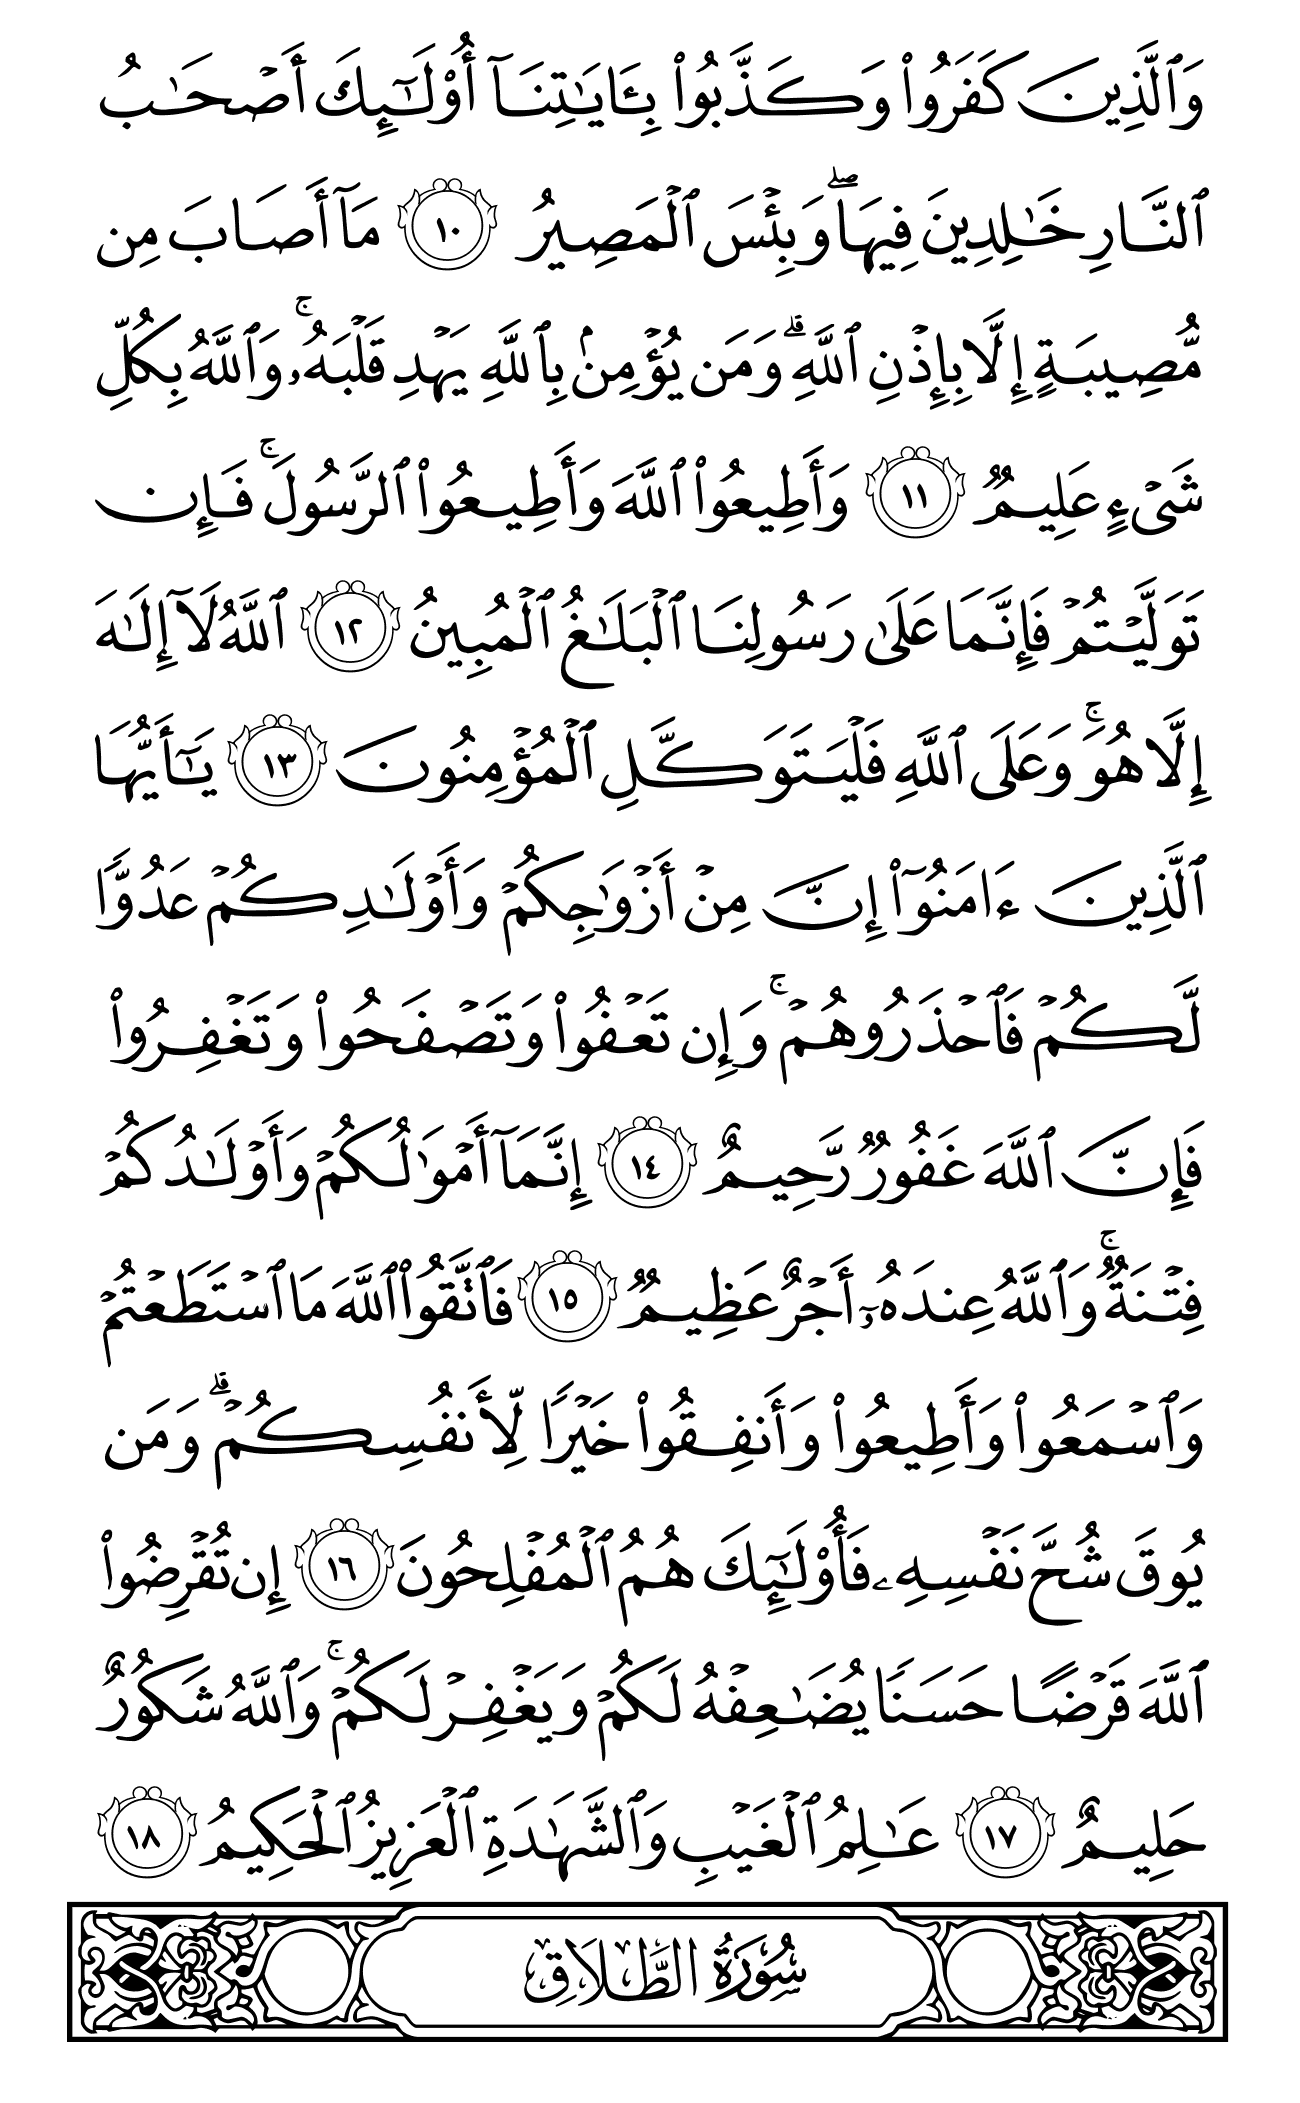 وَٱلَّذِينَ كَفَرُوا۟ وَكَذَّبُوا۟ بِـَٔايَـٰتِنَآ أُو۟لَـٰٓئِكَ أَصْحَـٰبُ
ٱلنَّارِ خَـٰلِدِينَ فِيهَا ۖ وَبِئْسَ ٱلْمَصِيرُ ١٠ مَآ أَصَابَ مِن
مُّصِيبَةٍ إِلَّا بِإِذْنِ ٱللَّهِ ۗ وَمَن يُؤْمِنۢ بِٱللَّهِ يَهْدِ قَلْبَهُۥ ۚ وَٱللَّهُ بِكُلِّ
شَىْءٍ عَلِيمٌ ١١ وَأَطِيعُوا۟ ٱللَّهَ وَأَطِيعُوا۟ ٱلرَّسُولَ ۚ فَإِن
تَوَلَّيْتُمْ فَإِنَّمَا عَلَىٰ رَسُولِنَا ٱلْبَلَـٰغُ ٱلْمُبِينُ ١٢ ٱللَّهُ لَآ إِلَـٰهَ
إِلَّا هُوَ ۚ وَعَلَى ٱللَّهِ فَلْيَتَوَكَّلِ ٱلْمُؤْمِنُونَ ١٣ يَـٰٓأَيُّهَا
ٱلَّذِينَ ءَامَنُوٓا۟ إِنَّ مِنْ أَزْوَٰجِكُمْ وَأَوْلَـٰدِكُمْ عَدُوًّا
لَّكُمْ فَٱحْذَرُوهُمْ ۚ وَإِن تَعْفُوا۟ وَتَصْفَحُوا۟ وَتَغْفِرُوا۟
فَإِنَّ ٱللَّهَ غَفُورٌ رَّحِيمٌ ١٤ إِنَّمَآ أَمْوَٰلُكُمْ وَأَوْلَـٰدُكُمْ
فِتْنَةٌ ۚ وَٱللَّهُ عِندَهُۥٓ أَجْرٌ عَظِيمٌ ١٥ فَٱتَّقُوا۟ ٱللَّهَ مَا ٱسْتَطَعْتُمْ
وَٱسْمَعُوا۟ وَأَطِيعُوا۟ وَأَنفِقُوا۟ خَيْرًا لِّأَنفُسِكُمْ ۗ وَمَن
يُوقَ شُحَّ نَفْسِهِۦ فَأُو۟لَـٰٓئِكَ هُمُ ٱلْمُفْلِحُونَ ١٦ إِن تُقْرِضُوا۟
ٱللَّهَ قَرْضًا حَسَنًا يُضَـٰعِفْهُ لَكُمْ وَيَغْفِرْ لَكُمْ ۚ وَٱللَّهُ شَكُورٌ
حَلِيمٌ ١٧ عَـٰلِمُ ٱلْغَيْبِ وَٱلشَّهَـٰدَةِ ٱلْعَزِيزُ ٱلْحَكِيمُ ١٨
سُورَةُ الطَّلَاقِ